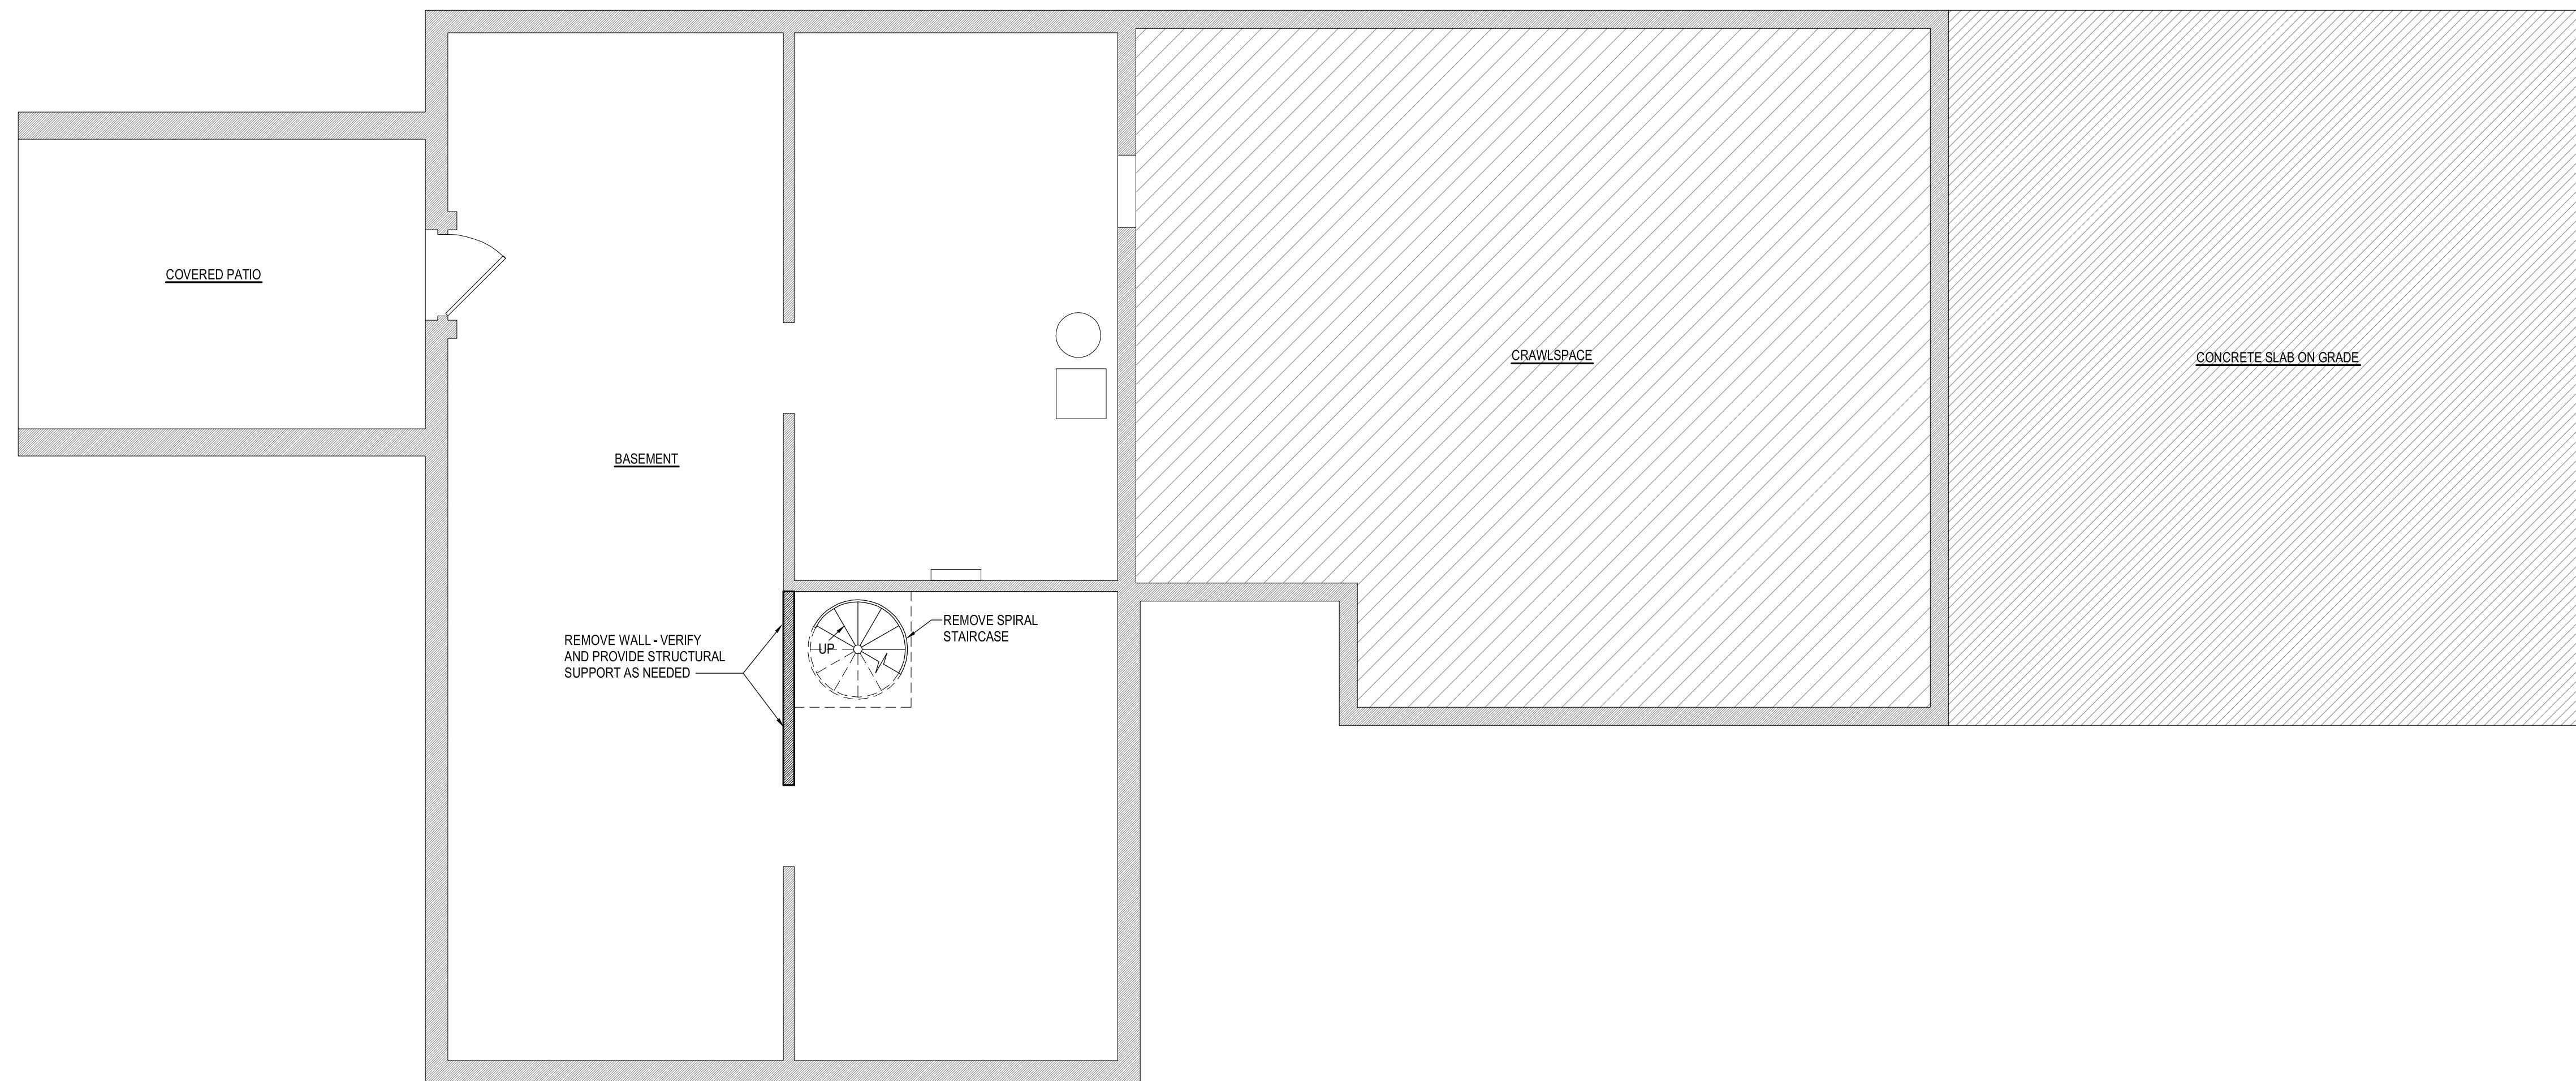 COVERED PATIO
CRAWLSPACE
CONCRETE SLAB ON GRADE
BASEMENT
REMOVE WALL - VERIFY
AND PROVIDE STRUCTURAL
SUPPORT AS NEEDED
UP
REMOVE SPIRAL
STAIRCASE